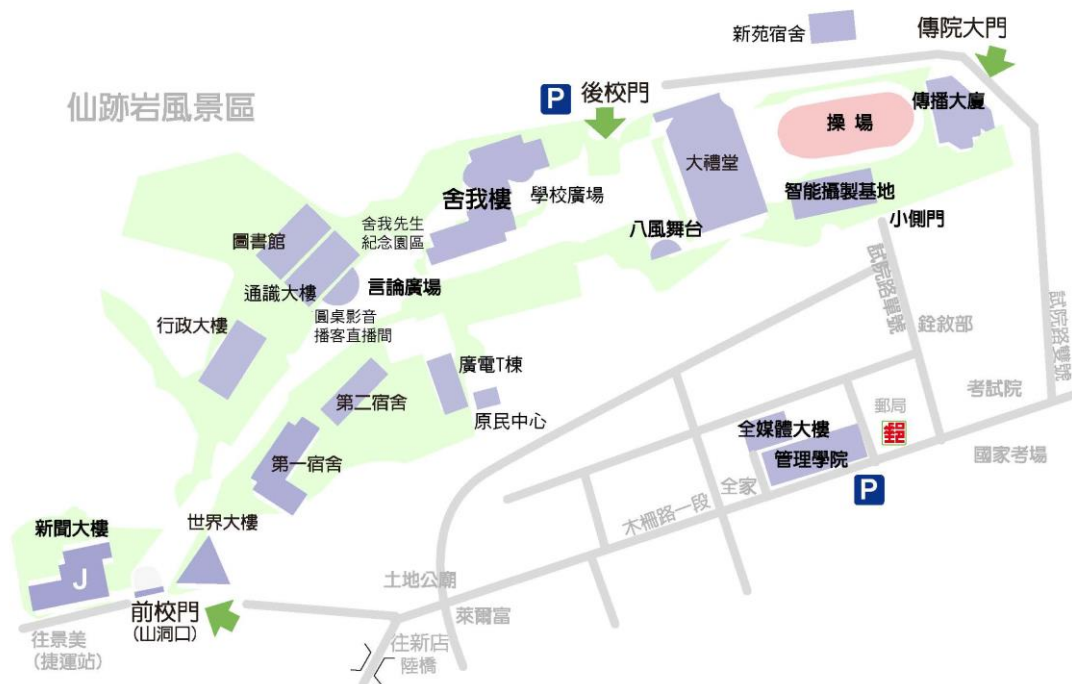 傳院大門
新苑宿舍
仙跡岩風景區
P
後校門
傳播大廈
操 場
大禮堂
智能攝製基地
舍我樓
學校廣場
小側門
舍我先生
紀念園區
八風舞台
圖書館
通識大樓
言論廣場
圓桌影音
播客直播間
行政大樓
試院路單號
銓敘部
試院路雙號
廣電T棟
第二宿舍
原民中心
考試院
郵局
郵
全媒體大樓
管理學院
國家考場
第一宿舍
全家
P
木柵路一段
世界大樓
新聞大樓
J
土地公廟
前校門
(山洞口)
萊爾富
往景美
(捷運站)
往新店
陸橋